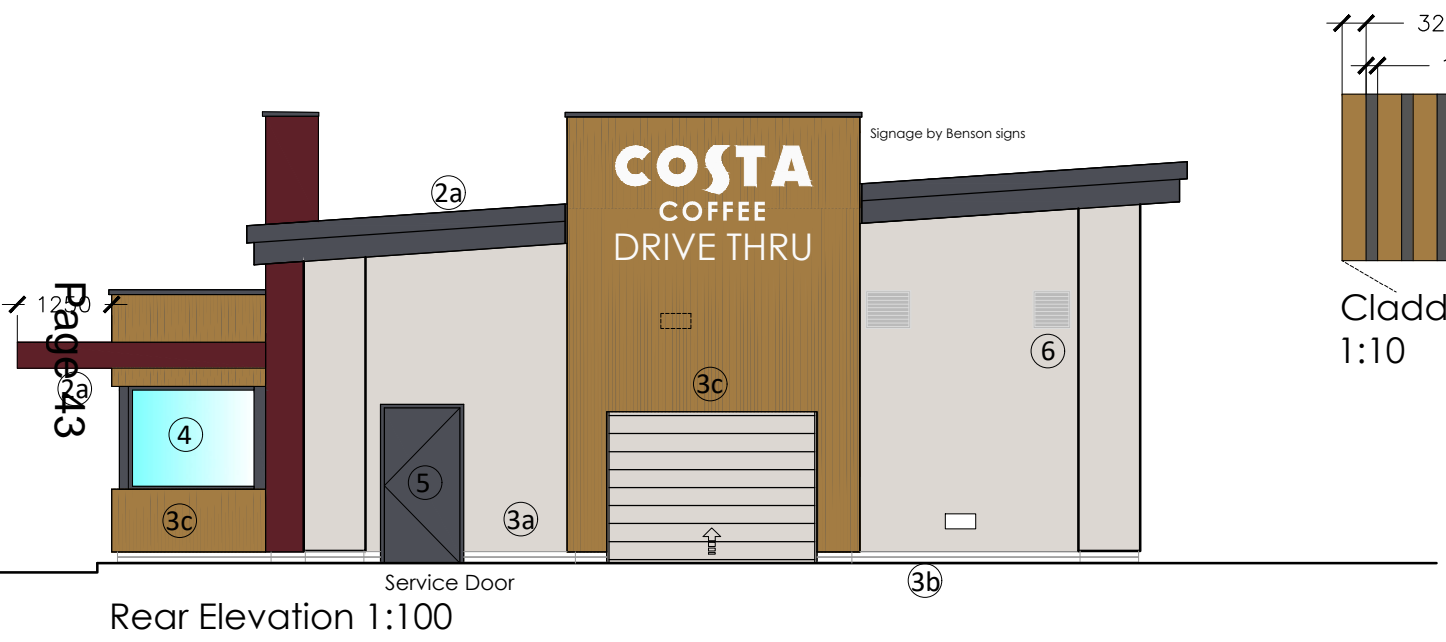 32
Signage by Benson signs
COSTA
COFFEE
DRIVE THRU
2a
1250
Page 43
2a
Cladd
1:10
6
3c
4
5
3c
3a
Service Door
3b
Rear Elevation 1:100